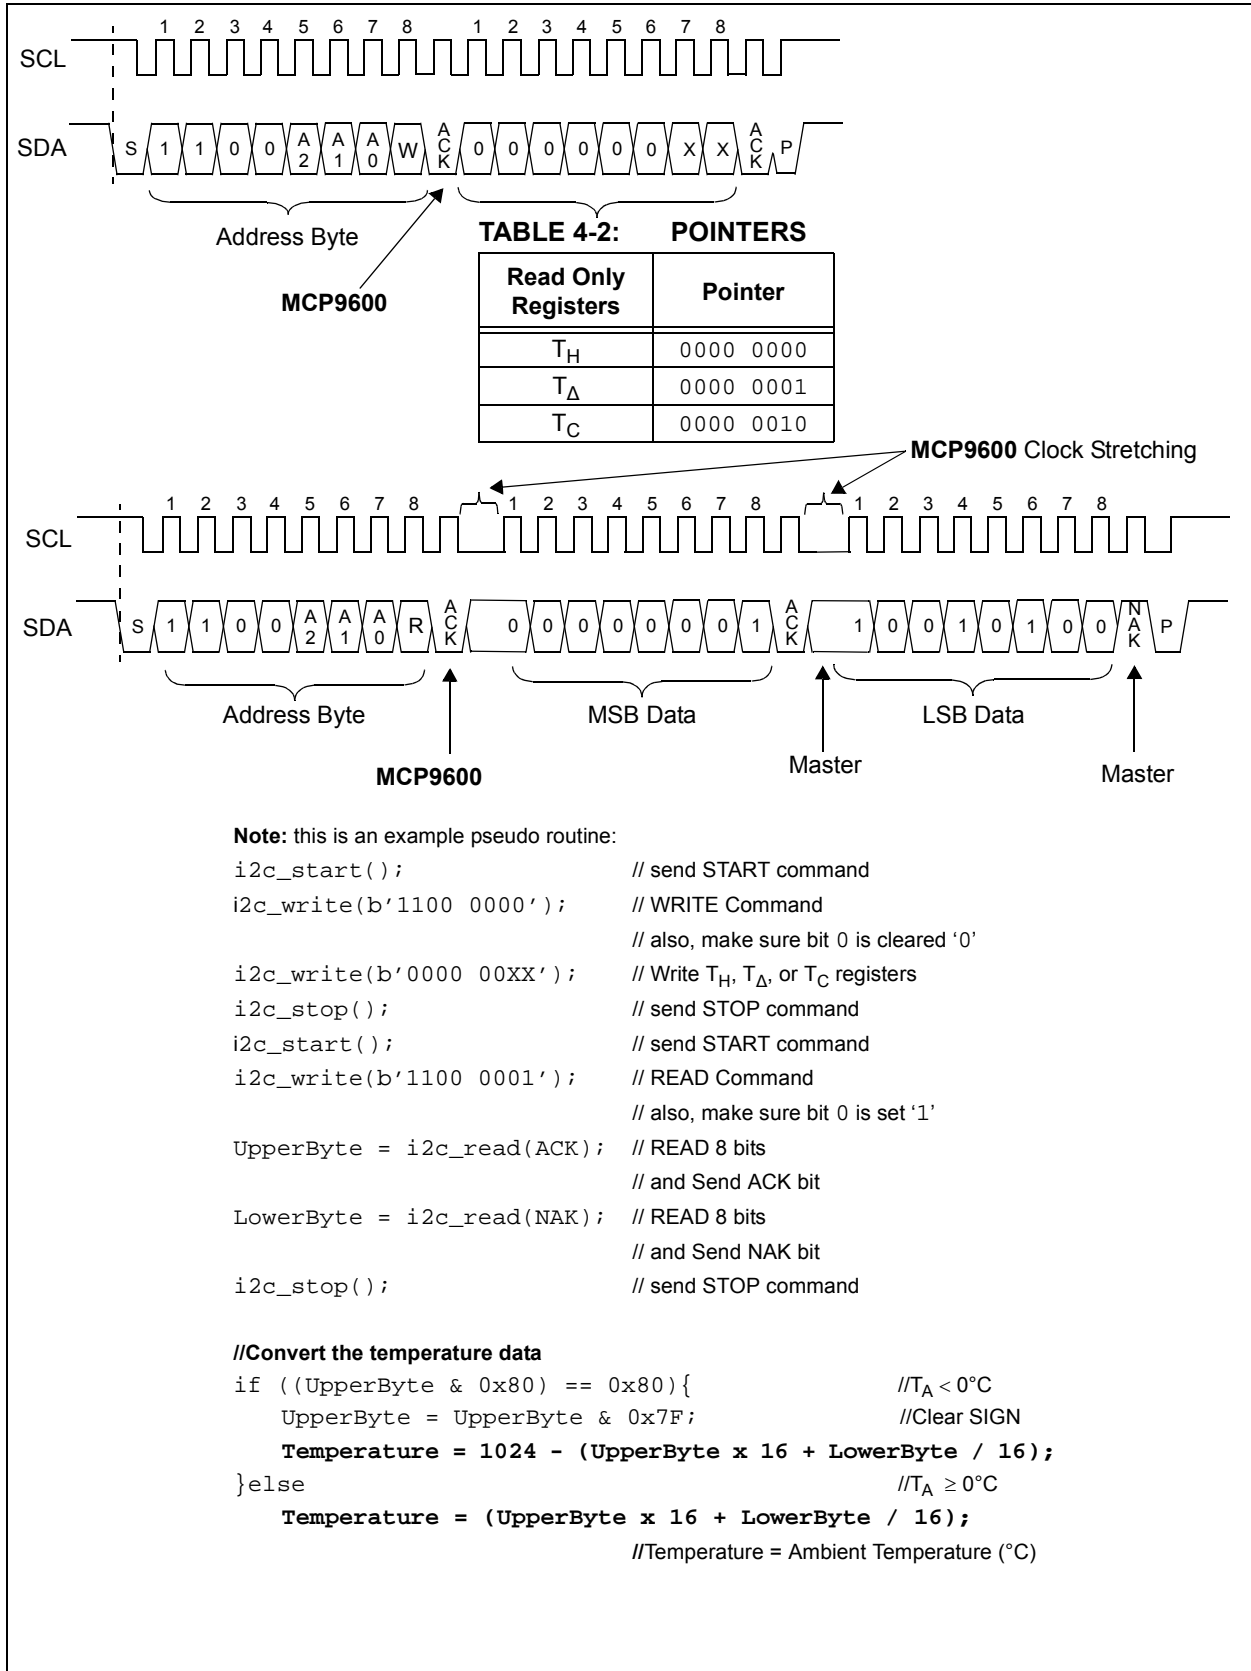 1 2 3 4 5 6 7 8 1 2 3 4 5 6 7 8
SCL
SDA S 1 1 0 0 A2 A1 A0 W ACK 0 0 0 0 0 0 X X ACK P
Address Byte
MCP9600
TABLE 4-2: POINTERS
Read Only Registers Pointer
TH 0000 0000
TΔ 0000 0001
TC 0000 0010
MCP9600 Clock Stretching
1 2 3 4 5 6 7 8 1 2 3 4 5 6 7 8 1 2 3 4 5 6 7 8
SCL
SDA S 1 1 0 0 A2 A1 A0 R ACK 0 0 0 0 0 0 0 1 ACK 1 0 0 1 0 1 0 0 NAK P
Address Byte MSB Data LSB Data
MCP9600 Master Master
Note: this is an example pseudo routine:
i2c_start(); // send START command
i2c_write(b’1100 0000’); // WRITE Command
// also, make sure bit 0 is cleared ‘0’
i2c_write(b’0000 00XX’); // Write TH, TΔ, or TC registers
i2c_stop(); // send STOP command
i2c_start(); // send START command
i2c_write(b’1100 0001’); // READ Command
// also, make sure bit 0 is set ‘1’
UpperByte = i2c_read(ACK); // READ 8 bits
// and Send ACK bit
LowerByte = i2c_read(NAK); // READ 8 bits
// and Send NAK bit
i2c_stop(); // send STOP command
//Convert the temperature data
if ((UpperByte & 0x80) == 0x80){ //TA < 0°C
UpperByte = UpperByte & 0x7F; //Clear SIGN
Temperature = 1024 - (UpperByte x 16 + LowerByte / 16);
}else //TA ≥ 0°C
Temperature = (UpperByte x 16 + LowerByte / 16);
//Temperature = Ambient Temperature (°C)